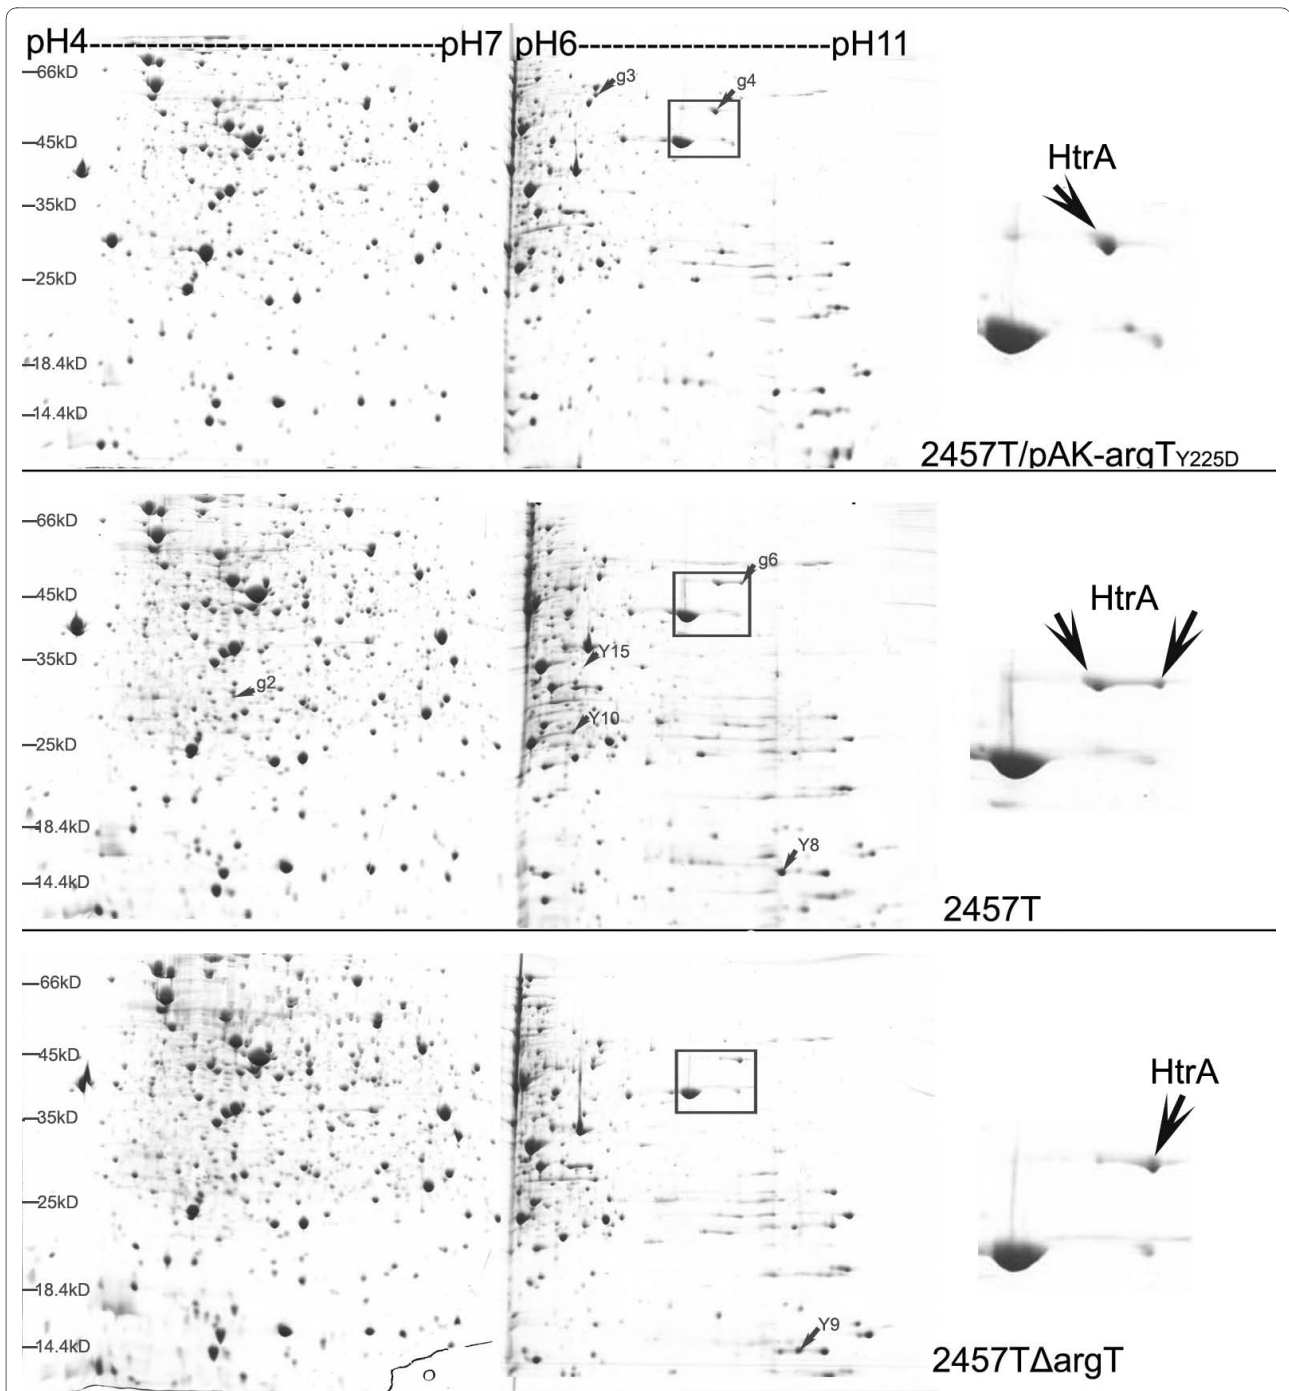 pH4 pH7 pH6 pH11
66kD
g3
g4
45kD
HtrA
35kD
25kD
18.4kD
14.4kD
2457T/pAK-argTY225D
66kD
g6
45kD
HtrA
Y15
35kD
g2
Y10
25kD
18.4kD
Y8
14.4kD
2457T
66kD
45kD
HtrA
35kD
25kD
18.4kD
Y9
14.4kD
2457TΔargT